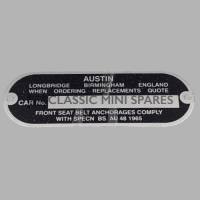 AUSTIN
LONGBRIDGE BIRMINGHAM ENGLAND
WHEN ORDERING REPLACEMENTS QUOTE
CAR No. CLASSIC MINI SPARES
FRONT SEAT BELT ANCHORAGES COMPLY
WITH SPECN BS AU 48 1965